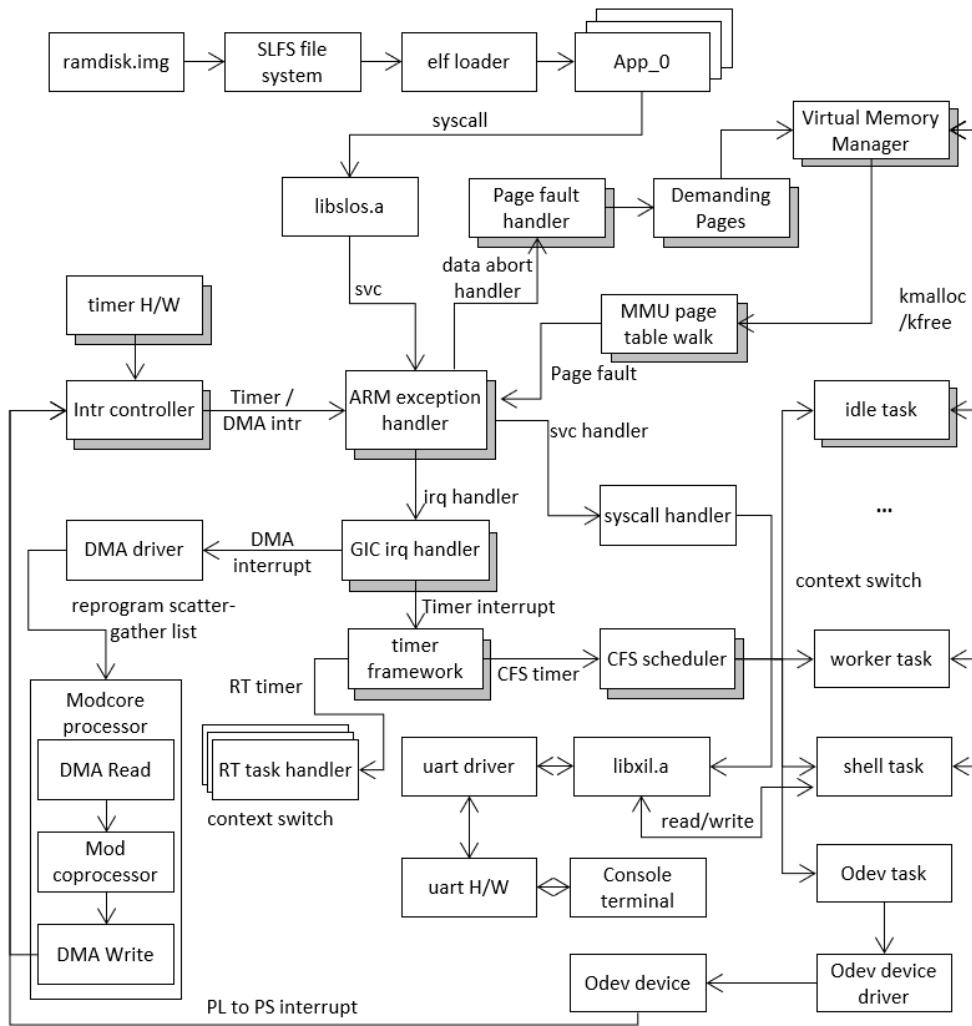 ramdisk.img
SLFS file
system
elf loader
App_0
syscall
Virtual Memory
Manager
libslos.a
Page fault
handler
Demanding
Pages
svc
data abort
handler
timer H/W
MMU page
table walk
kmalloc
/kfree
Page fault
Intr controller
Timer /
DMA intr
ARM exception
handler
svc handler
idle task
irq handler
syscall handler
...
DMA driver
DMA
interrupt
GIC irq handler
context switch
reprogram scatter-
gather list
Timer interrupt
timer
framework
CFS timer
CFS scheduler
worker task
RT timer
Modcore
processor
DMA Read
RT task handler
context switch
uart driver
libxil.a
shell task
read/write
Mod
coprocessor
uart H/W
Console
terminal
Odev task
DMA Write
Odev device
Odev device
driver
PL to PS interrupt